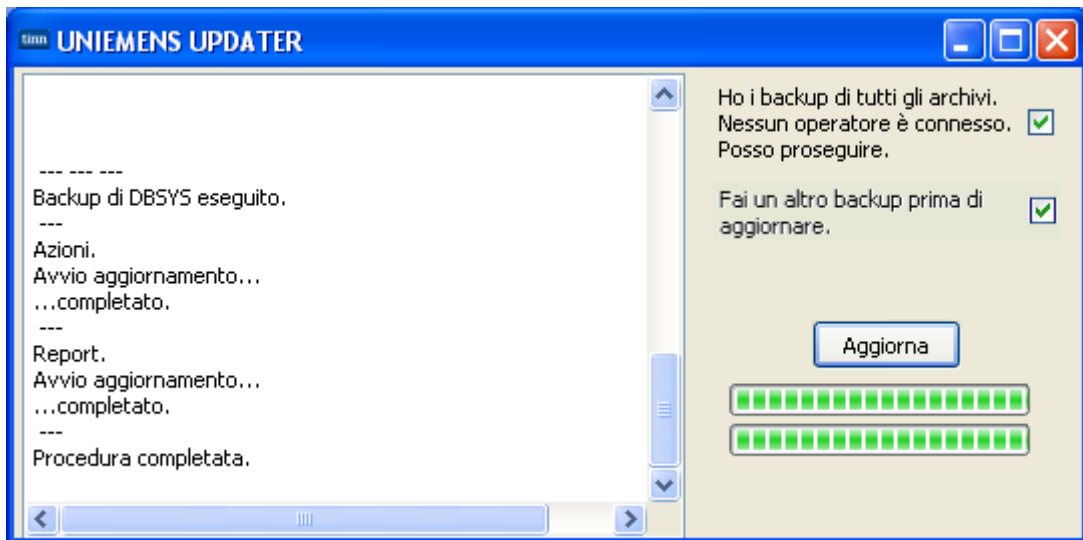 tinn UNIEMENS UPDATER
--- --- ---
Backup di DBSYS eseguito.
---
Azioni.
Avvio aggiornamento...
...completato.
---
Report.
Avvio aggiornamento...
...completato.
---
Procedura completata.
Ho i backup di tutti gli archivi.
Nessun operatore è connesso.
Posso proseguire.
Fai un altro backup prima di
aggiornare.
Aggiorna